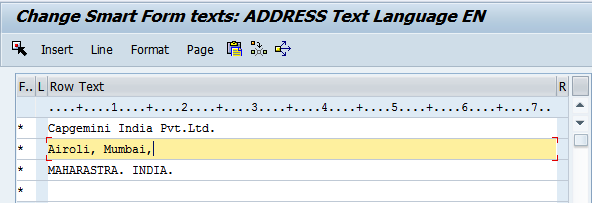 Change Smart Form texts: ADDRESS Text Language EN
Insert Line Format Page
F.. L Row Text R
....+....1....+....2....+....3....+....4....+....5....+....6....+....7..
* Capgemini India Pvt.Ltd.
* Airoli, Mumbai,
* MAHARASTRA. INDIA.
*